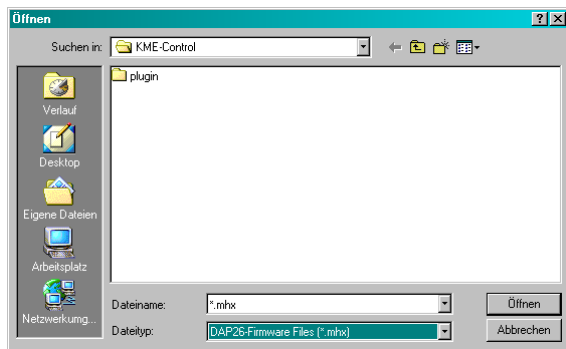 Öffnen
Suchen in:
KME-Control
plugin
Verlauf
Desktop
Eigene Dateien
Arbeitsplatz
Netzwerkumg...
Dateiname:
*.mhx
Öffnen
Dateityp:
DAP26-Firmware Files (*.mhx)
Abbrechen